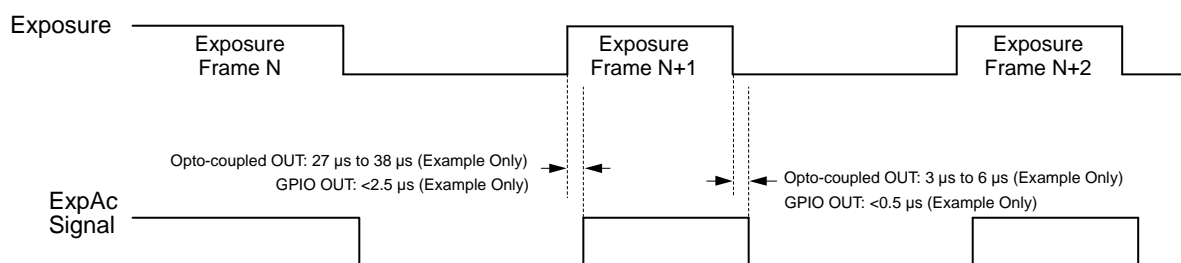 Exposure
Exposure
Frame N
Exposure
Frame N+1
Exposure
Frame N+2
Opto-coupled OUT: 27 µs to 38 µs (Example Only)
GPIO OUT: <2.5 µs (Example Only)
Opto-coupled OUT: 3 µs to 6 µs (Example Only)
GPIO OUT: <0.5 µs (Example Only)
ExpAc
Signal